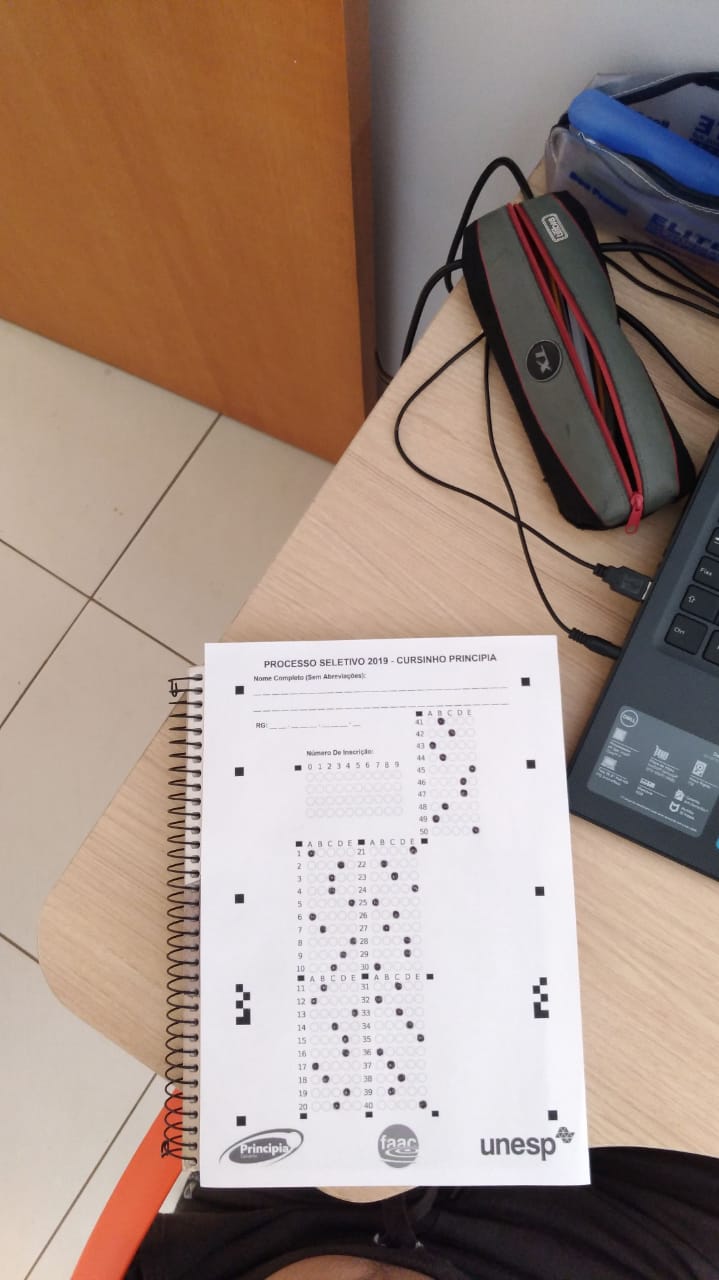 ELITE
TX
Fixa
Ctrl
DELL
PROCESSO SELETIVO 2019 - CURSINHO PRINCIPIA
Nome Completo (Sem Abreviações):
RG:
Número De Inscrição:
0 1 2 3 4 5 6 7 8 9
A B C D E
41
42
43
44
45
46
47
48
49
50
A B C D E A B C D E
1 21
2 22
3 23
4 24
5 25
6 26
7 27
8 28
9 29
10 30
A B C D E A B C D E
11 31
12 32
13 33
14 34
15 35
16 36
17 37
18 38
19 39
20 40
Principia
faac
unesp